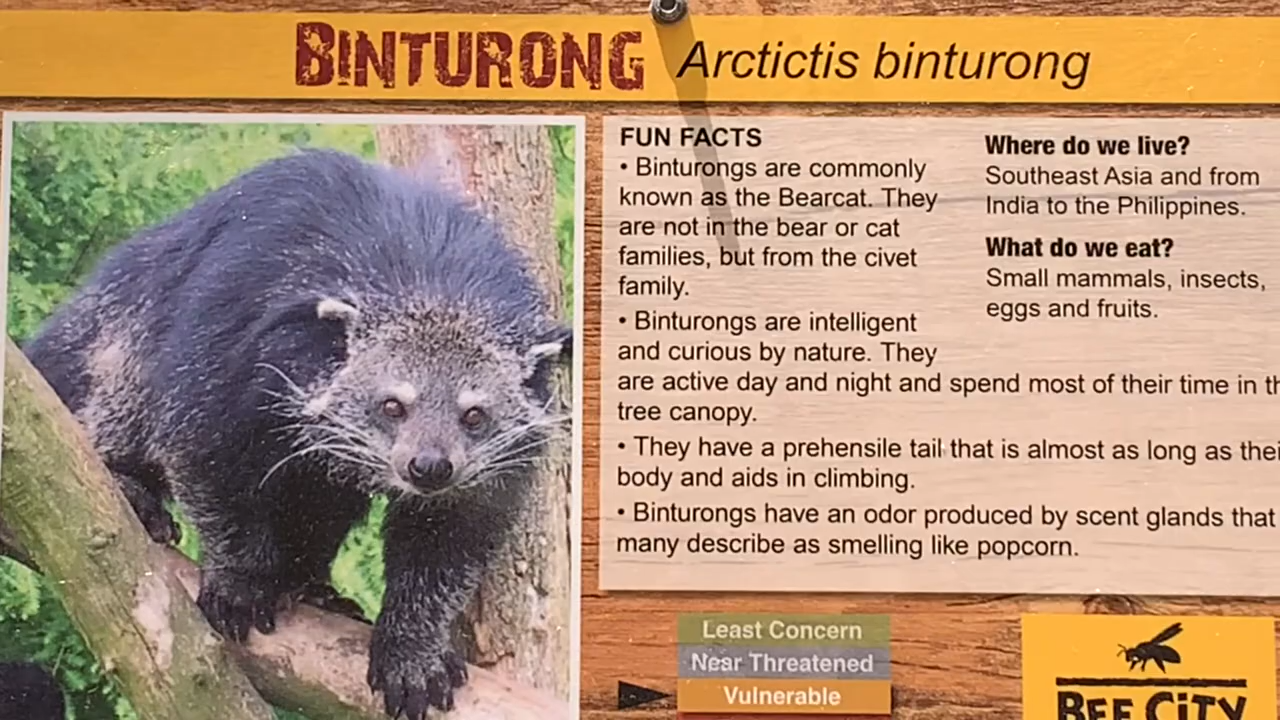 BINTURONG Arctictis binturong
FUN FACTS
• Binturongs are commonly
known as the Bearcat. They
are not in the bear or cat
families, but from the civet
family.
• Binturongs are intelligent
and curious by nature. They
are active day and night and spend most of their time in th
tree canopy.
• They have a prehensile tail that is almost as long as thei
body and aids in climbing.
• Binturongs have an odor produced by scent glands that
many describe as smelling like popcorn.
Where do we live?
Southeast Asia and from
India to the Philippines.
What do we eat?
Small mammals, insects,
eggs and fruits.
Least Concern
Near Threatened
Vulnerable
BEE CITY